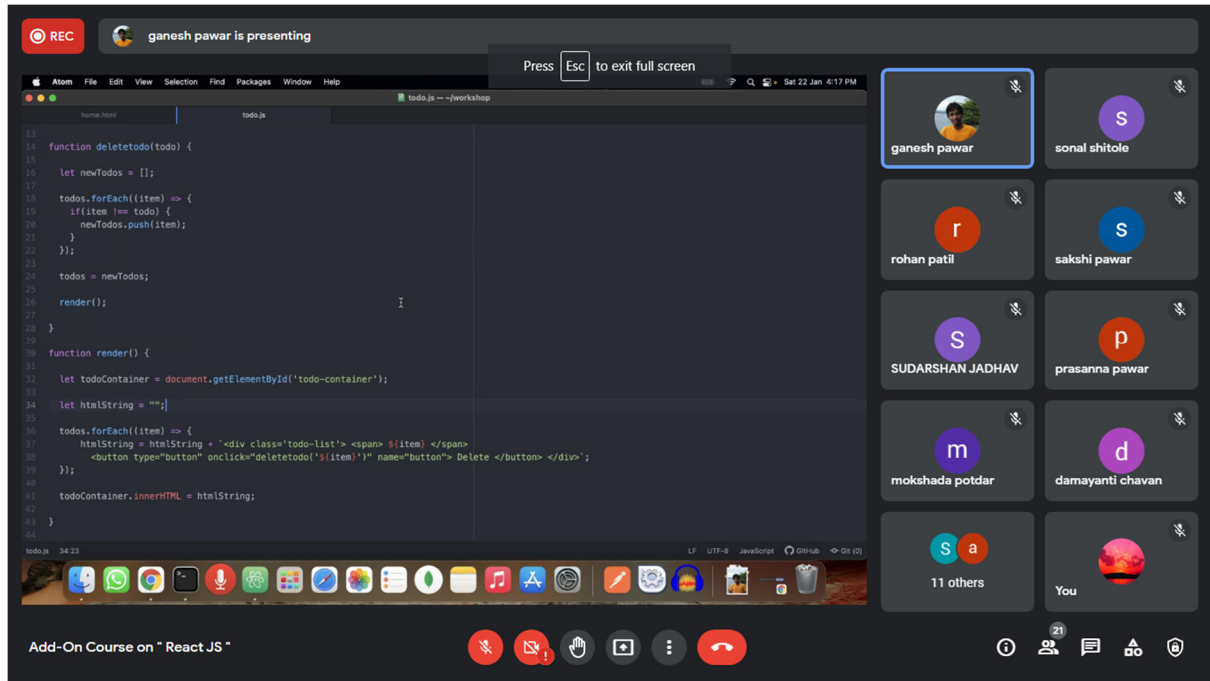 REC
ganesh pawar is presenting
Press Esc to exit full screen
Atom File Edit View Selection Find Packages Window Help
Sat 22 Jan 4:17 PM
todo.js — ~/workshop
home.html
todo.js
13
14 function deletetodo(todo) {
15
16 let newTodos = [];
17
18 todos.forEach((item) => {
19 if(item !== todo) {
20 newTodos.push(item);
21 }
22 });
23
24 todos = newTodos;
25
26 render();
27
28 }
29
30 function render() {
31
32 let todoContainer = document.getElementById('todo-container');
33
34 let htmlString = "";
35
36 todos.forEach((item) => {
37 htmlString = htmlString + `<div class='todo-list'> <span> ${item} </span>
38 <button type="button" onclick="deletetodo('${item}')" name="button"> Delete </button> </div>`;
39 });
40
41 todoContainer.innerHTML = htmlString;
42
43 }
44
todo.js 34:23
LF UTF-8 JavaScript GitHub Git (0)
ganesh pawar
s
sonal shitole
r
rohan patil
s
sakshi pawar
S
SUDARSHAN JADHAV
p
prasanna pawar
m
mokshada potdar
d
damayanti chavan
S a
11 others
You
Add-On Course on " React JS "
21